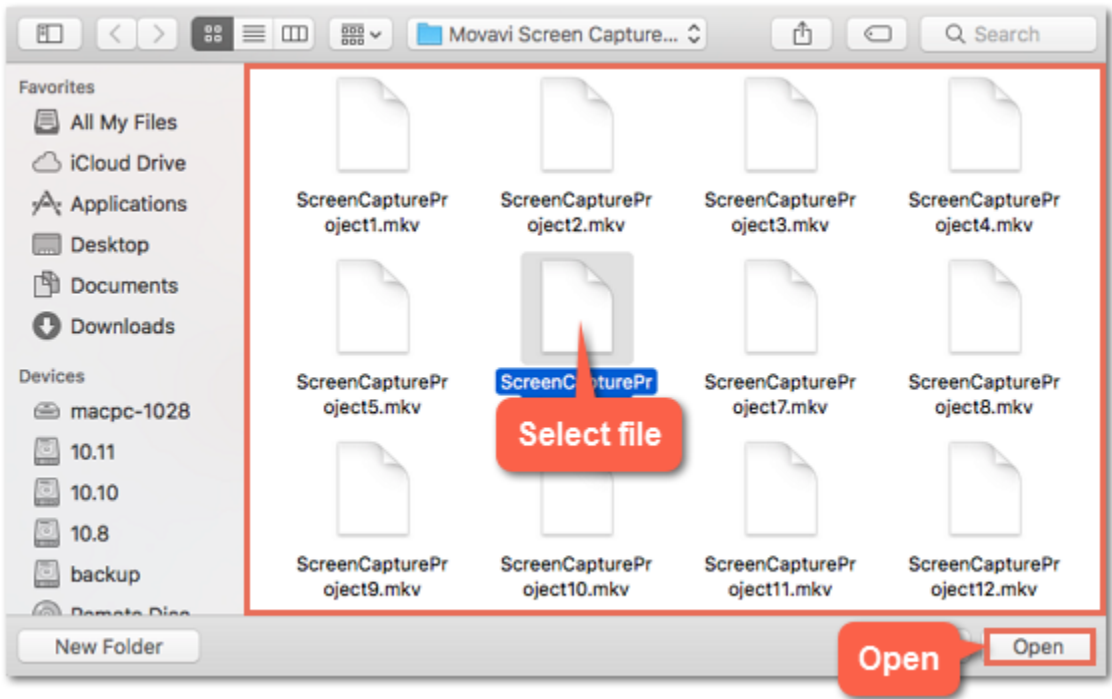 Movavi Screen Capture...
Search
Favorites
All My Files
iCloud Drive
Applications
Desktop
Documents
Downloads
Devices
macpc-1028
10.11
10.10
10.8
backup
Remote Disc
ScreenCapturePr
oject1.mkv
ScreenCapturePr
oject2.mkv
ScreenCapturePr
oject3.mkv
ScreenCapturePr
oject4.mkv
ScreenCapturePr
oject5.mkv
Select file
ScreenCapturePr
oject7.mkv
ScreenCapturePr
oject8.mkv
ScreenCapturePr
oject9.mkv
ScreenCapturePr
oject10.mkv
ScreenCapturePr
oject11.mkv
ScreenCapturePr
oject12.mkv
New Folder
Open
Open